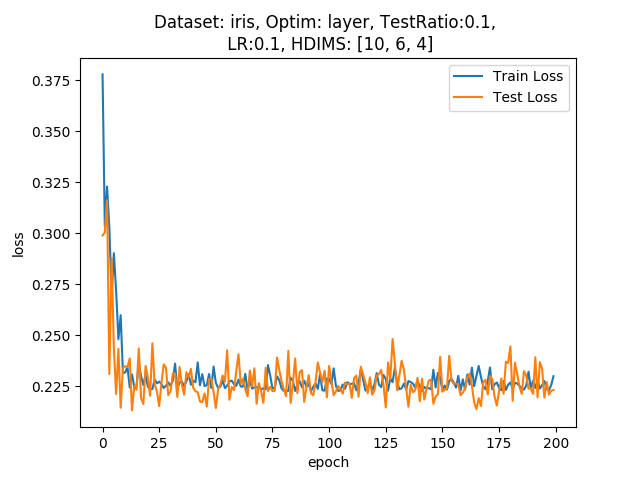 Dataset: iris, Optim: layer, TestRatio:0.1,
LR:0.1, HDIMS: [10, 6, 4]
Train Loss
Test Loss
0.375
0.350
0.325
0.300
0.275
0.250
0.225
loss
0 25 50 75 100 125 150 175 200
epoch